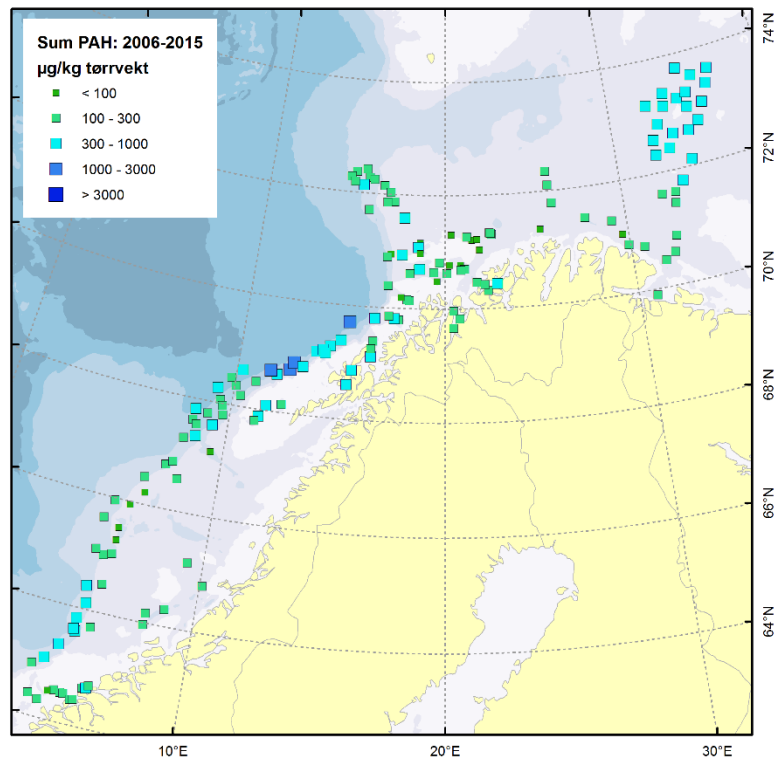 Sum PAH: 2006-2015
µg/kg tørrvekt
< 100
100 - 300
300 - 1000
1000 - 3000
> 3000
74°N
72°N
70°N
68°N
66°N
64°N
10°E
20°E
30°E